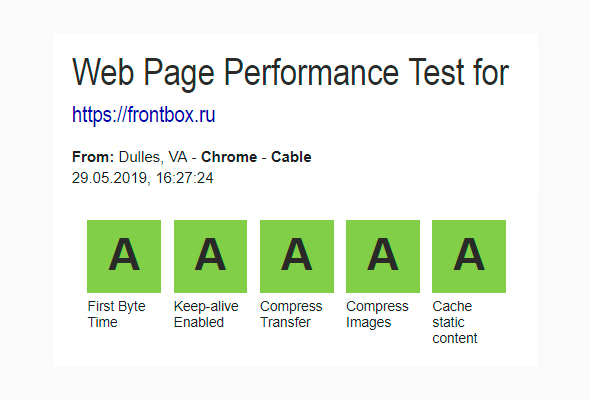 Web Page Performance Test for
https://frontbox.ru
From: Dulles, VA - Chrome - Cable
29.05.2019, 16:27:24
A A A A A
First Byte Time
Keep-alive Enabled
Compress Transfer
Compress Images
Cache static content